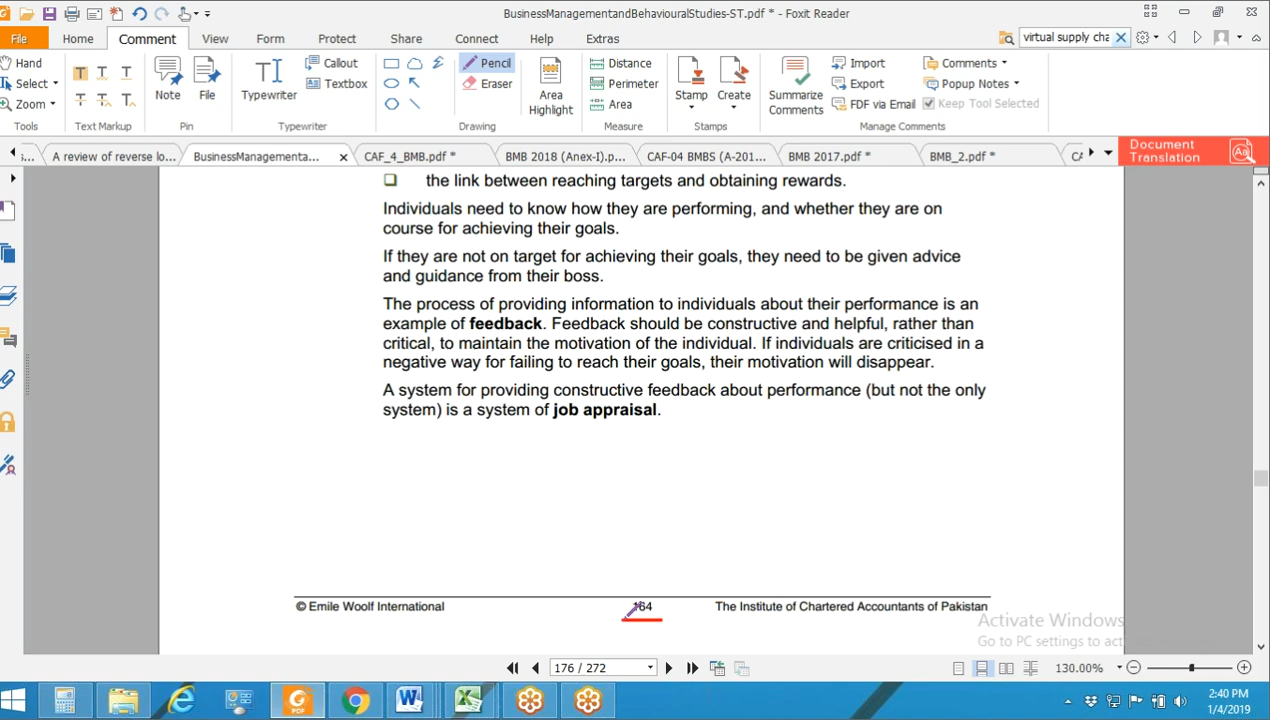 BusinessManagementandBehaviouralStudies-ST.pdf * - Foxit Reader
File Home Comment View Form Protect Share Connect Help Extras
virtual supply cha
Hand
Select
Zoom
Tools
T T T
T T T
Text Markup
Note
File
Pin
Typewriter
Callout
Textbox
Typewriter
Pencil
Eraser
Area
Highlight
Drawing
Distance
Perimeter
Area
Measure
Stamp
Create
Stamps
Summarize
Comments
Import
Export
FDF via Email
Comments
Popup Notes
Keep Tool Selected
Manage Comments
...
A review of reverse lo...
BusinessManagementa...
CAF_4_BMB.pdf *
BMB 2018 (Anex-I).p...
CAF-04 BMBS (A-201...
BMB 2017.pdf *
BMB_2.pdf *
Document
Translation
the link between reaching targets and obtaining rewards.
Individuals need to know how they are performing, and whether they are on
course for achieving their goals.
If they are not on target for achieving their goals, they need to be given advice
and guidance from their boss.
The process of providing information to individuals about their performance is an
example of feedback. Feedback should be constructive and helpful, rather than
critical, to maintain the motivation of the individual. If individuals are criticised in a
negative way for failing to reach their goals, their motivation will disappear.
A system for providing constructive feedback about performance (but not the only
system) is a system of job appraisal.
© Emile Woolf International 164 The Institute of Chartered Accountants of Pakistan
Activate Windows
Go to PC settings to
176 / 272
130.00%
2:40 PM
1/4/2019